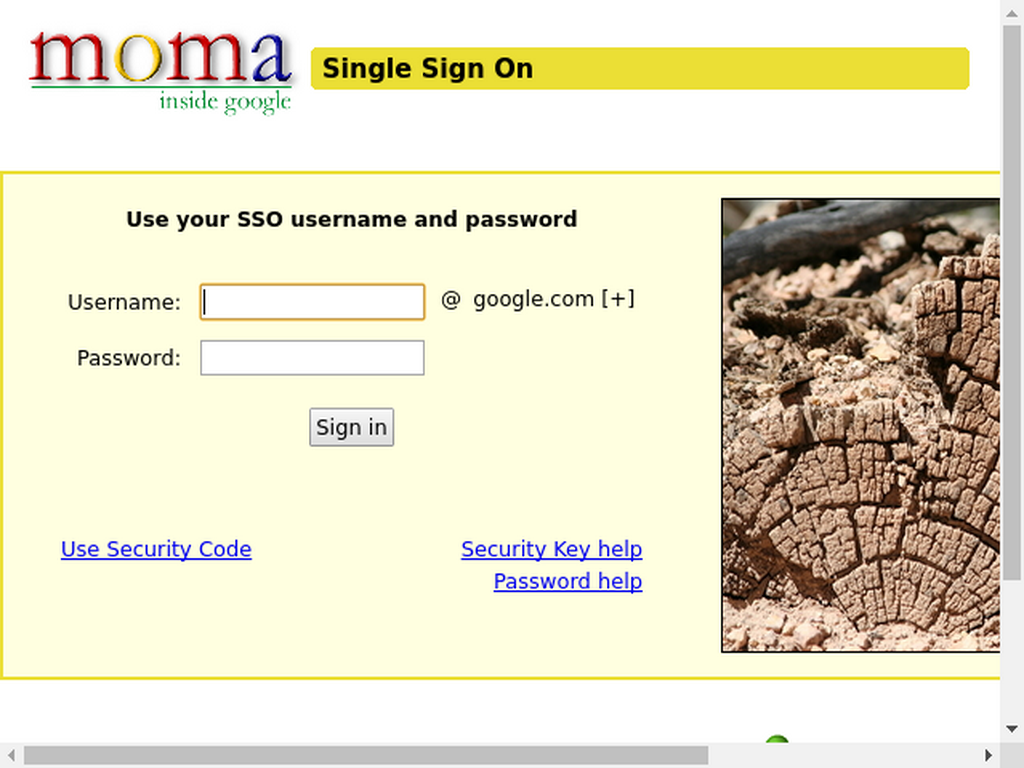 moma
inside google
Single Sign On
Use your SSO username and password
Username:
@ google.com [+]
Password:
Sign in
Use Security Code
Security Key help
Password help